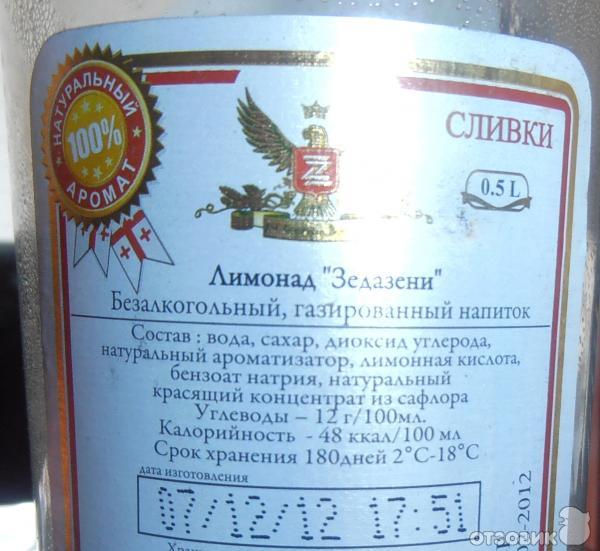 НАТУРАЛЬНЫЙ
100%
АРОМАТ
СЛИВКИ
0.5 L
Z
Лимонад "Зедазени"
Безалкогольный, газированный напиток
Состав : вода, сахар, диоксид углерода,
натуральный ароматизатор, лимонная кислота,
бензоат натрия, натуральный
красящий концентрат из сафлора
Углеводы – 12 г/100мл.
Калорийность - 48 ккал/100 мл
Срок хранения 180дней 2°С-18°С
дата изготовления
07/12/12 17:51
-2012
ОТЗОВИК